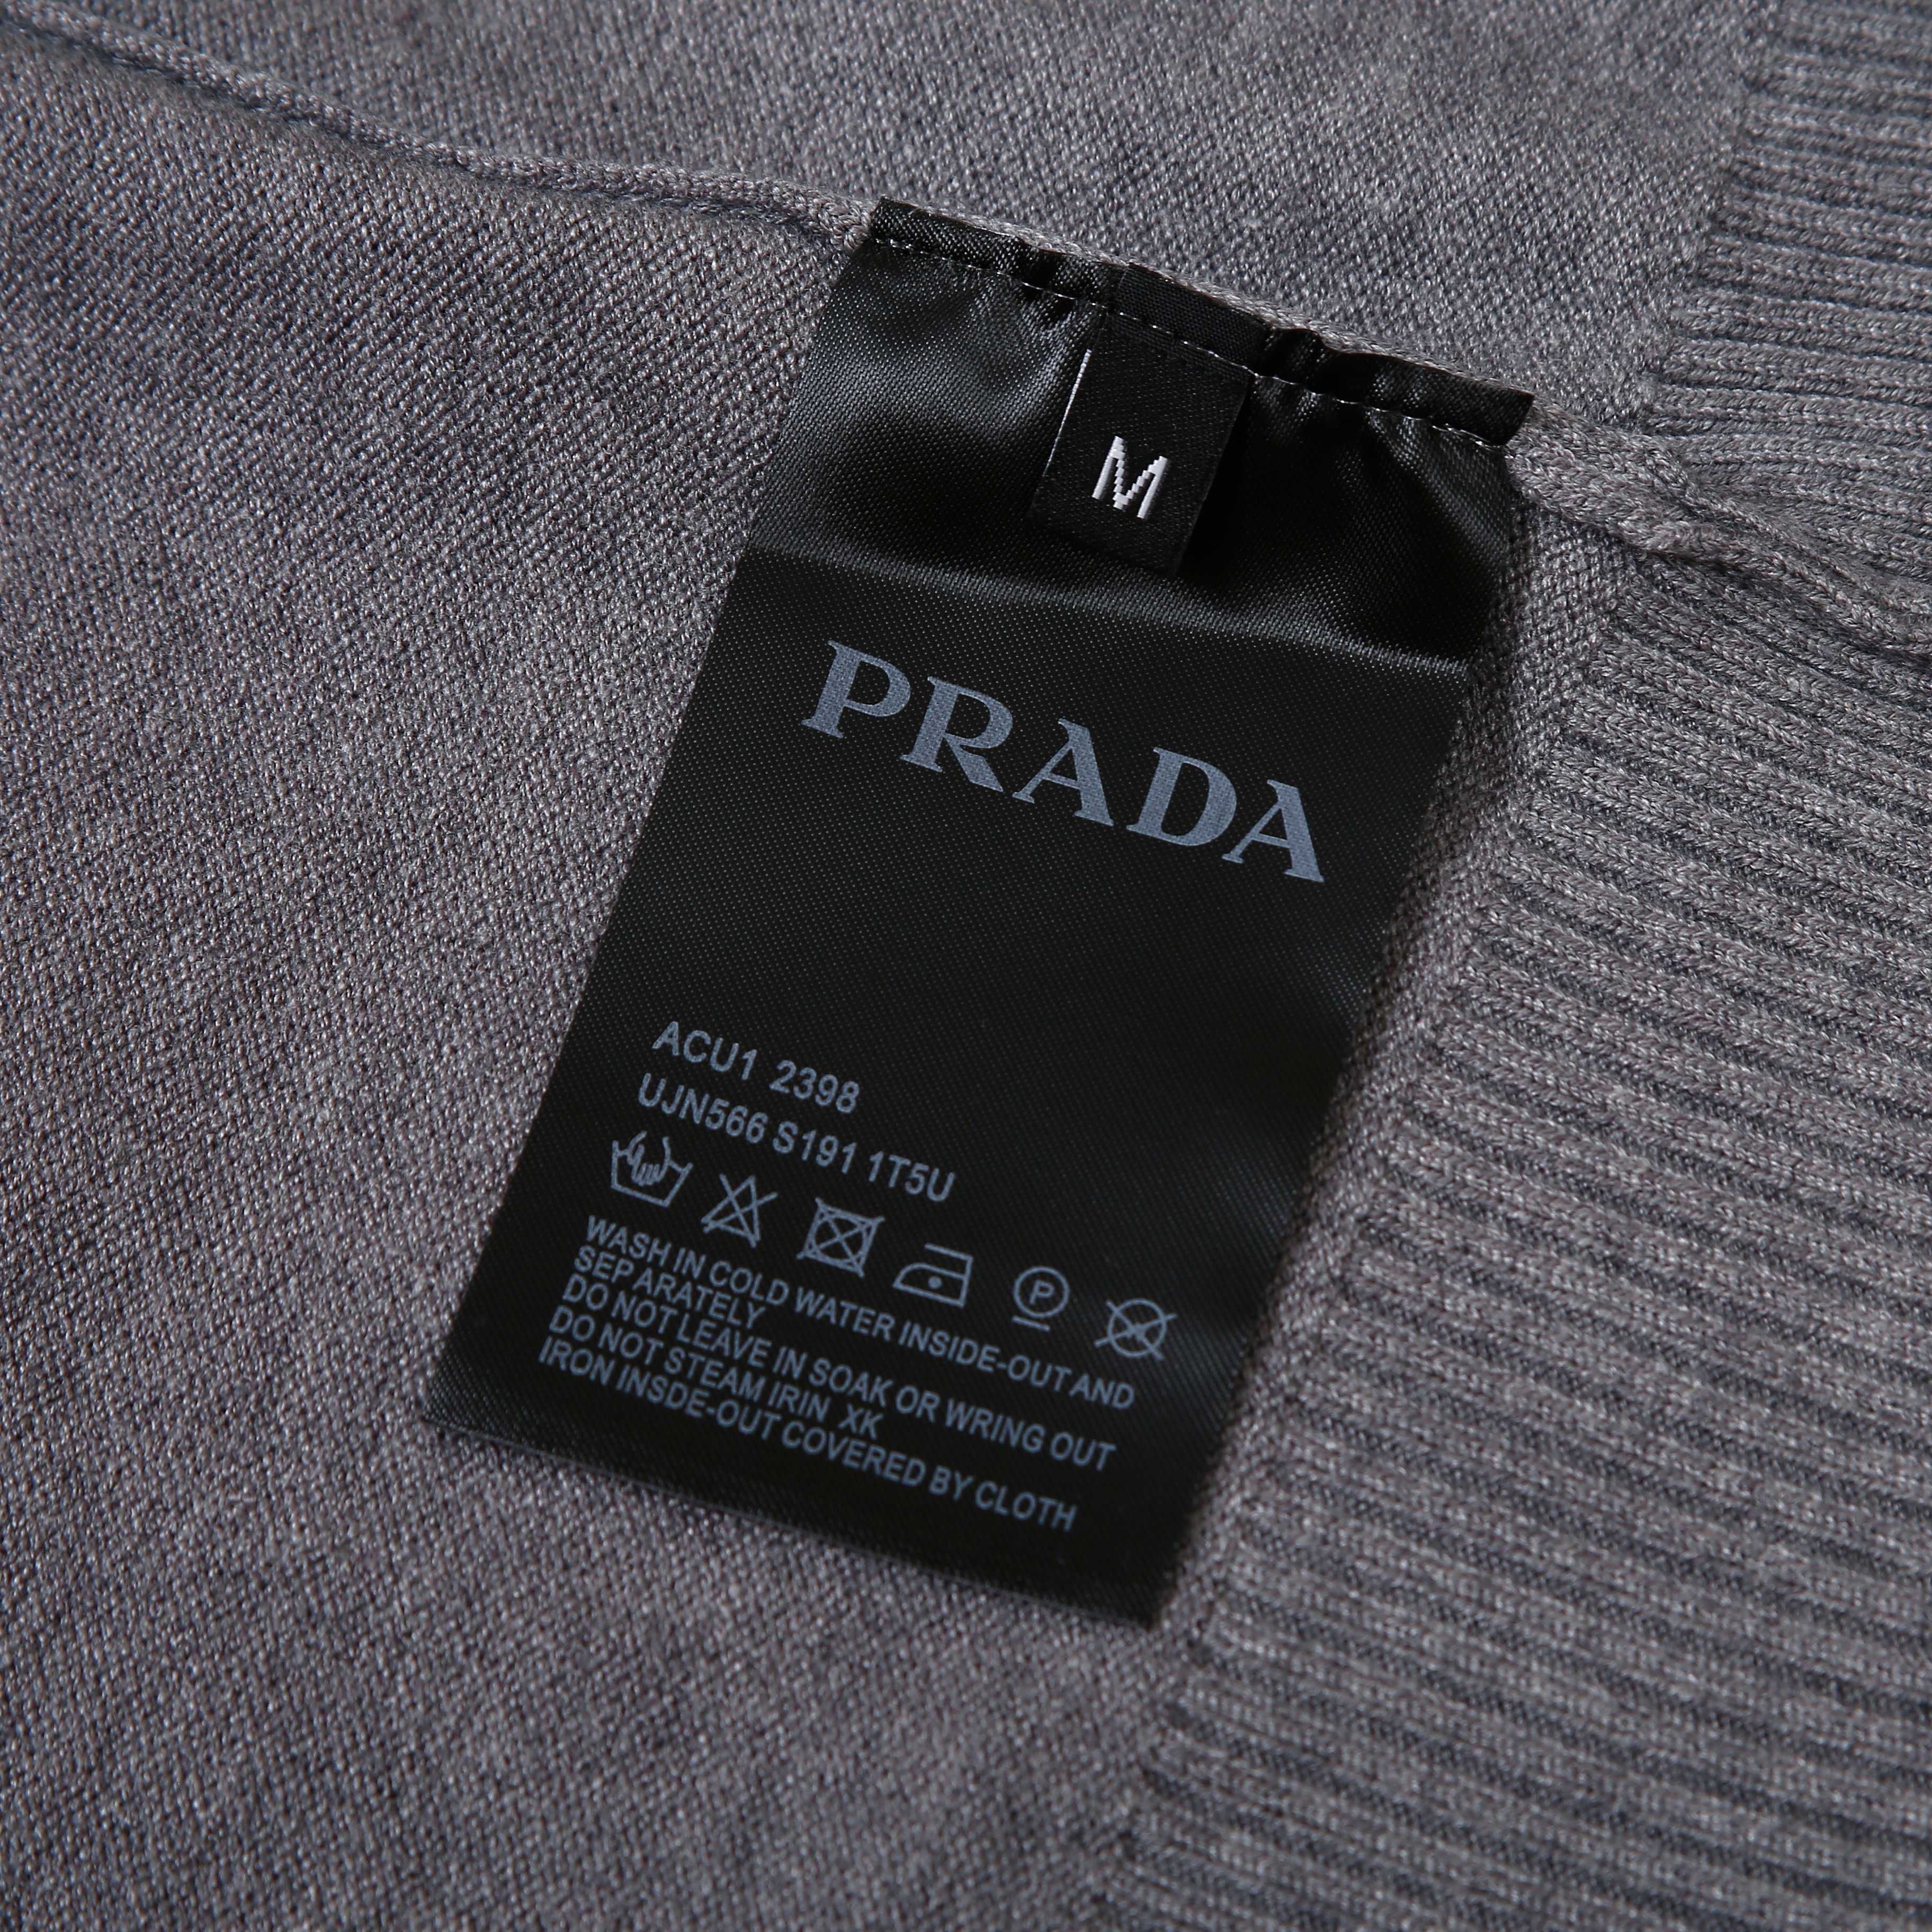 M
PRADA
ACU1 2398
UJN566 S191 1T5U
P
WASH IN COLD WATER INSIDE-OUT AND
SEP ARATELY
DO NOT LEAVE IN SOAK OR WRING OUT
DO NOT STEAM IRIN XK
IRON INSDE-OUT COVERED BY CLOTH